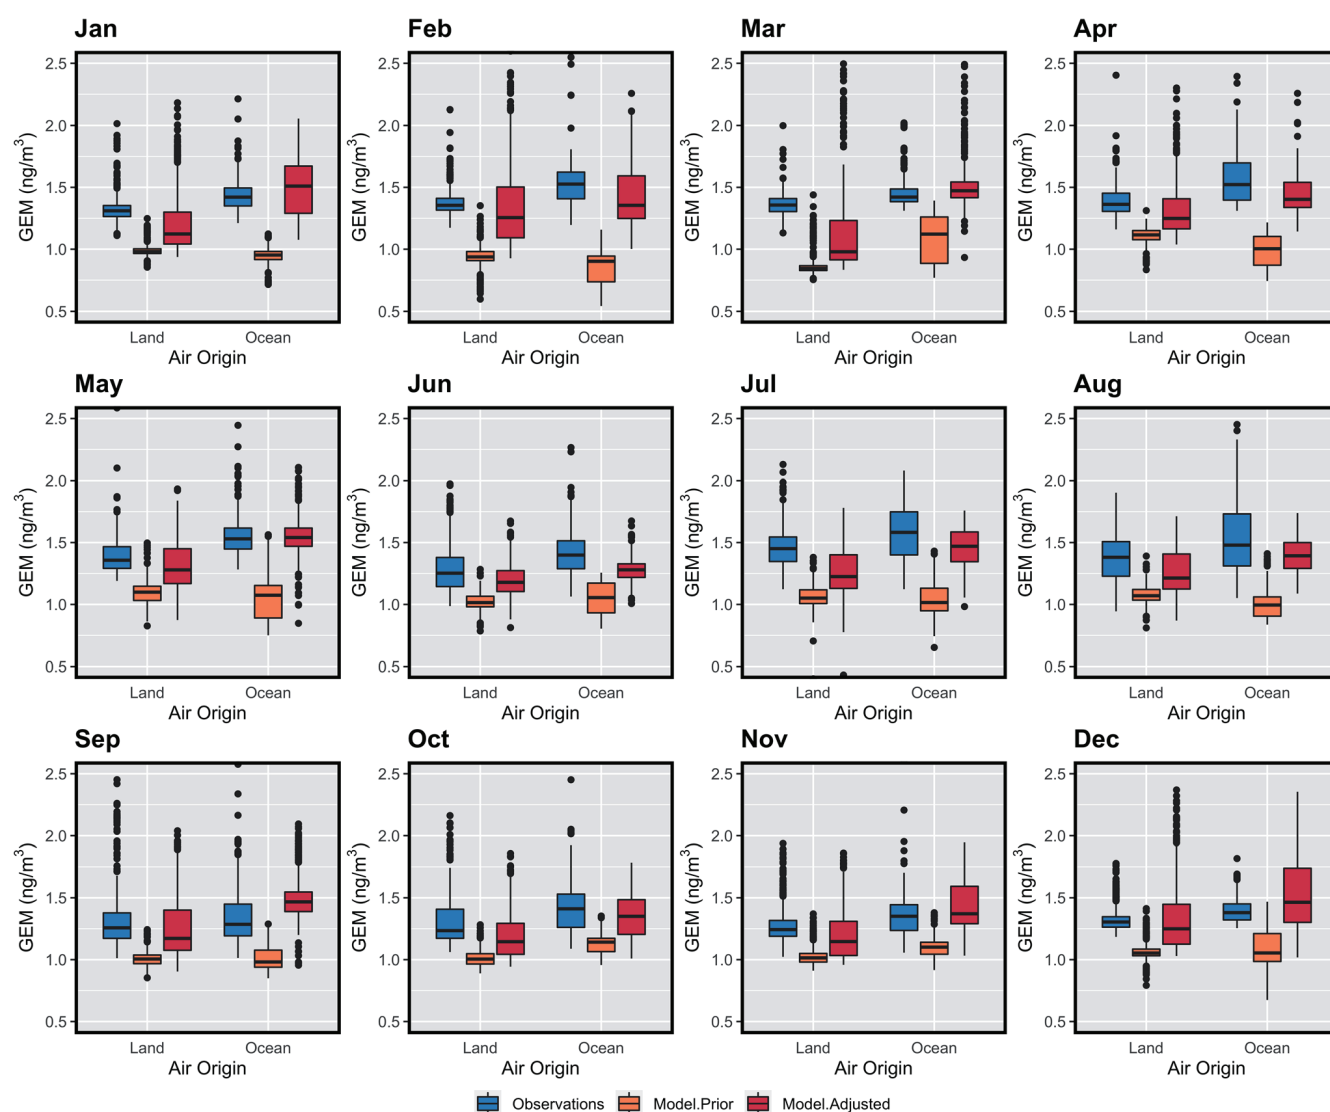 Jan Feb Mar Apr
GEM (ng/m³) GEM (ng/m³) GEM (ng/m³) GEM (ng/m³)
2.5 2.5 2.5 2.5
2.0 2.0 2.0 2.0
1.5 1.5 1.5 1.5
1.0 1.0 1.0 1.0
0.5 0.5 0.5 0.5
Land Ocean Land Ocean Land Ocean Land Ocean
Air Origin Air Origin Air Origin Air Origin
May Jun Jul Aug
GEM (ng/m³) GEM (ng/m³) GEM (ng/m³) GEM (ng/m³)
2.5 2.5 2.5 2.5
2.0 2.0 2.0 2.0
1.5 1.5 1.5 1.5
1.0 1.0 1.0 1.0
0.5 0.5 0.5 0.5
Land Ocean Land Ocean Land Ocean Land Ocean
Air Origin Air Origin Air Origin Air Origin
Sep Oct Nov Dec
GEM (ng/m³) GEM (ng/m³) GEM (ng/m³) GEM (ng/m³)
2.5 2.5 2.5 2.5
2.0 2.0 2.0 2.0
1.5 1.5 1.5 1.5
1.0 1.0 1.0 1.0
0.5 0.5 0.5 0.5
Land Ocean Land Ocean Land Ocean Land Ocean
Air Origin Air Origin Air Origin Air Origin
Observations Model.Prior Model.Adjusted